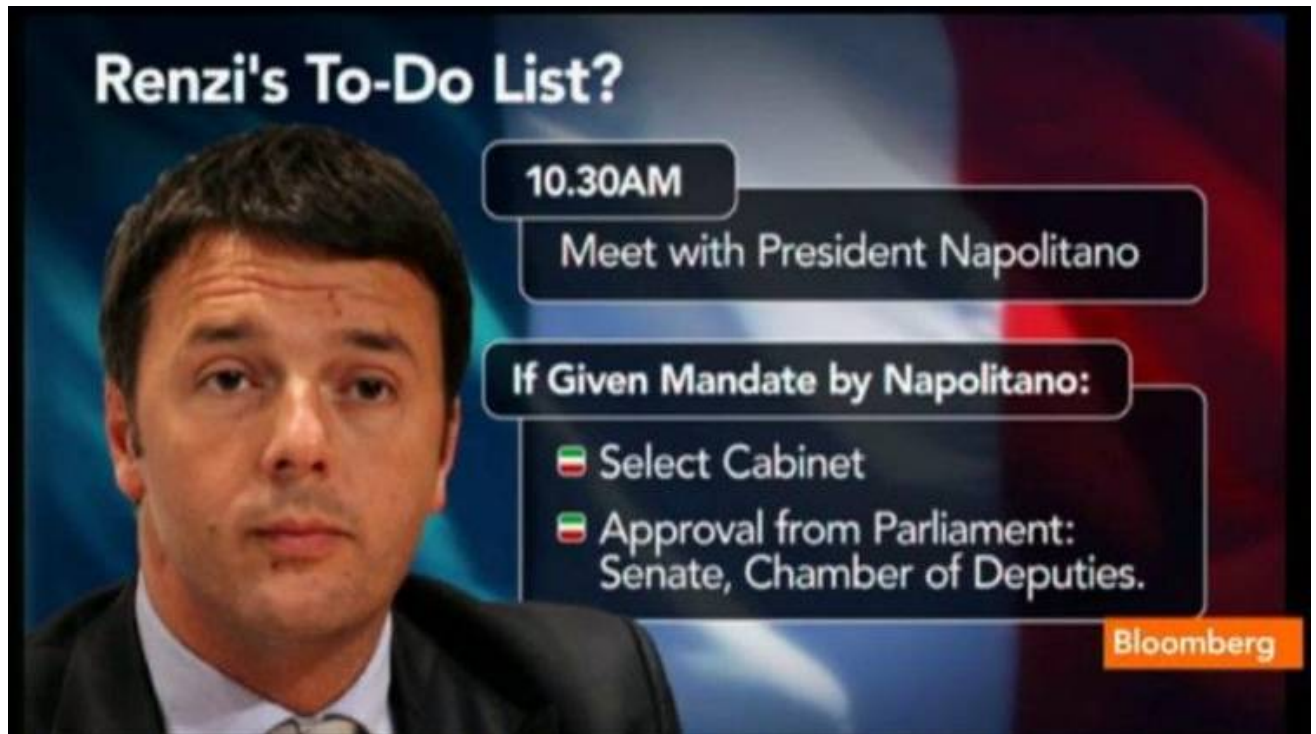 Renzi's To-Do List?
10.30AM
Meet with President Napolitano
If Given Mandate by Napolitano:
Select Cabinet
Approval from Parliament:
Senate, Chamber of Deputies.
Bloomberg